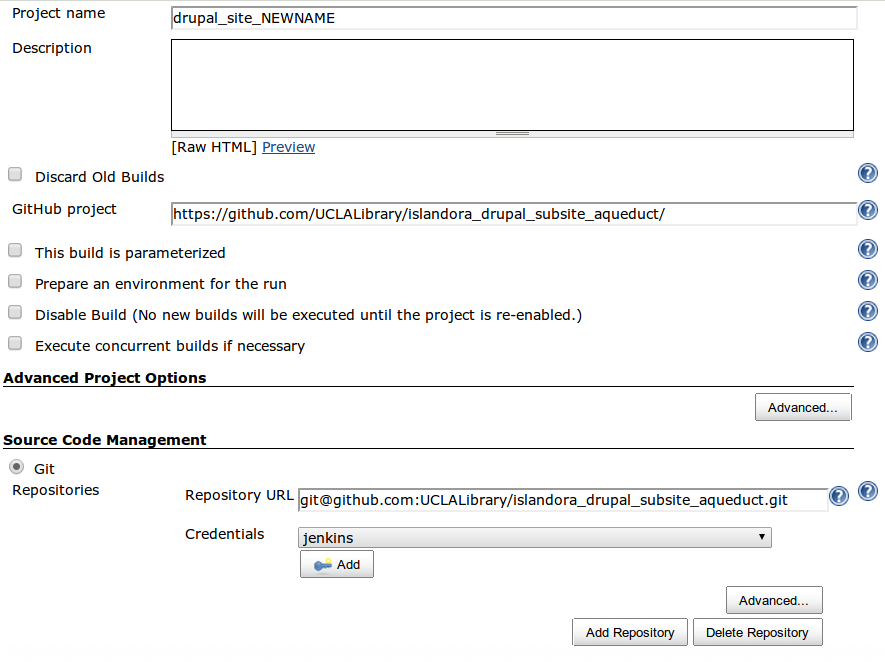 Project name drupal_site_NEWNAME
Description
[Raw HTML] Preview
Discard Old Builds
GitHub project https://github.com/UCLALibrary/islandora_drupal_subsite_aqueduct/
This build is parameterized
Prepare an environment for the run
Disable Build (No new builds will be executed until the project is re-enabled.)
Execute concurrent builds if necessary
Advanced Project Options
Advanced...
Source Code Management
Git
Repositories
Repository URL git@github.com:UCLALibrary/islandora_drupal_subsite_aqueduct.git
Credentials jenkins
Add
Advanced...
Add Repository Delete Repository